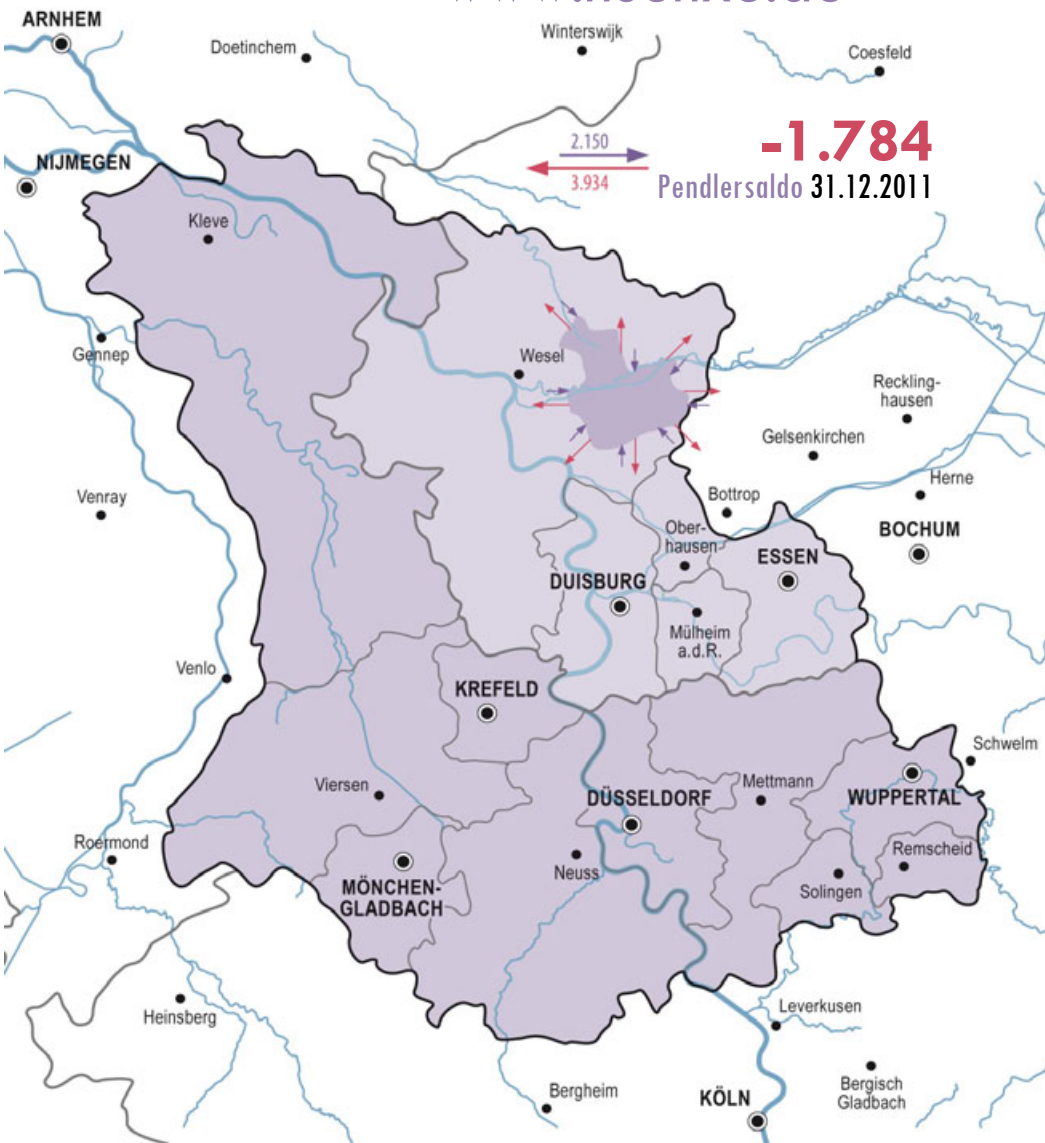 ARNHEM
Doetinchem
Winterswijk
Coesfeld
2.150
3.934
-1.784
Pendlersaldo 31.12.2011
NIJMEGEN
Kleve
Gennep
Wesel
Reckling-
hausen
Gelsenkirchen
Herne
Venray
Bottrop
BOCHUM
Ober-
hausen
ESSEN
DUISBURG
Mülheim
a.d.R.
Venlo
KREFELD
Schwelm
Viersen
Mettmann
DÜSSELDORF
WUPPERTAL
Roermond
Neuss
Remscheid
MÖNCHEN-
GLADBACH
Solingen
Heinsberg
Leverkusen
Bergheim
KÖLN
Bergisch
Gladbach